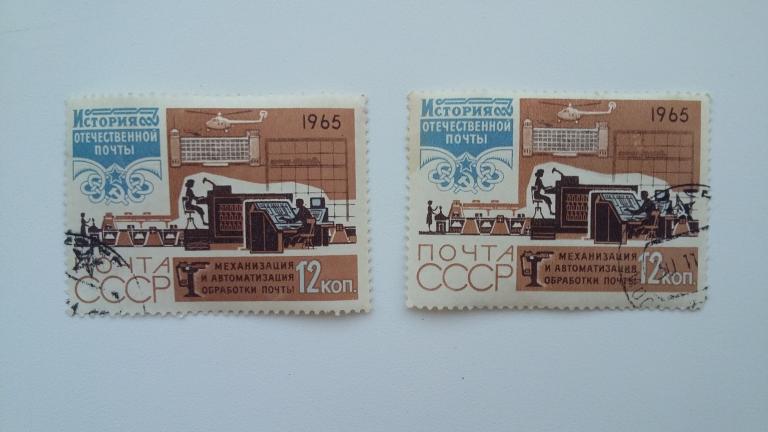 История
отечественной
почты
1965
ПОЧТА
СССР
МЕХАНИЗАЦИЯ
И АВТОМАТИЗАЦИЯ
ОБРАБОТКИ ПОЧТЫ
12 КОП.
История
отечественной
почты
1965
ПОЧТА
СССР
МЕХАНИЗАЦИЯ
И АВТОМАТИЗАЦИЯ
ОБРАБОТКИ ПОЧТЫ
12 КОП.